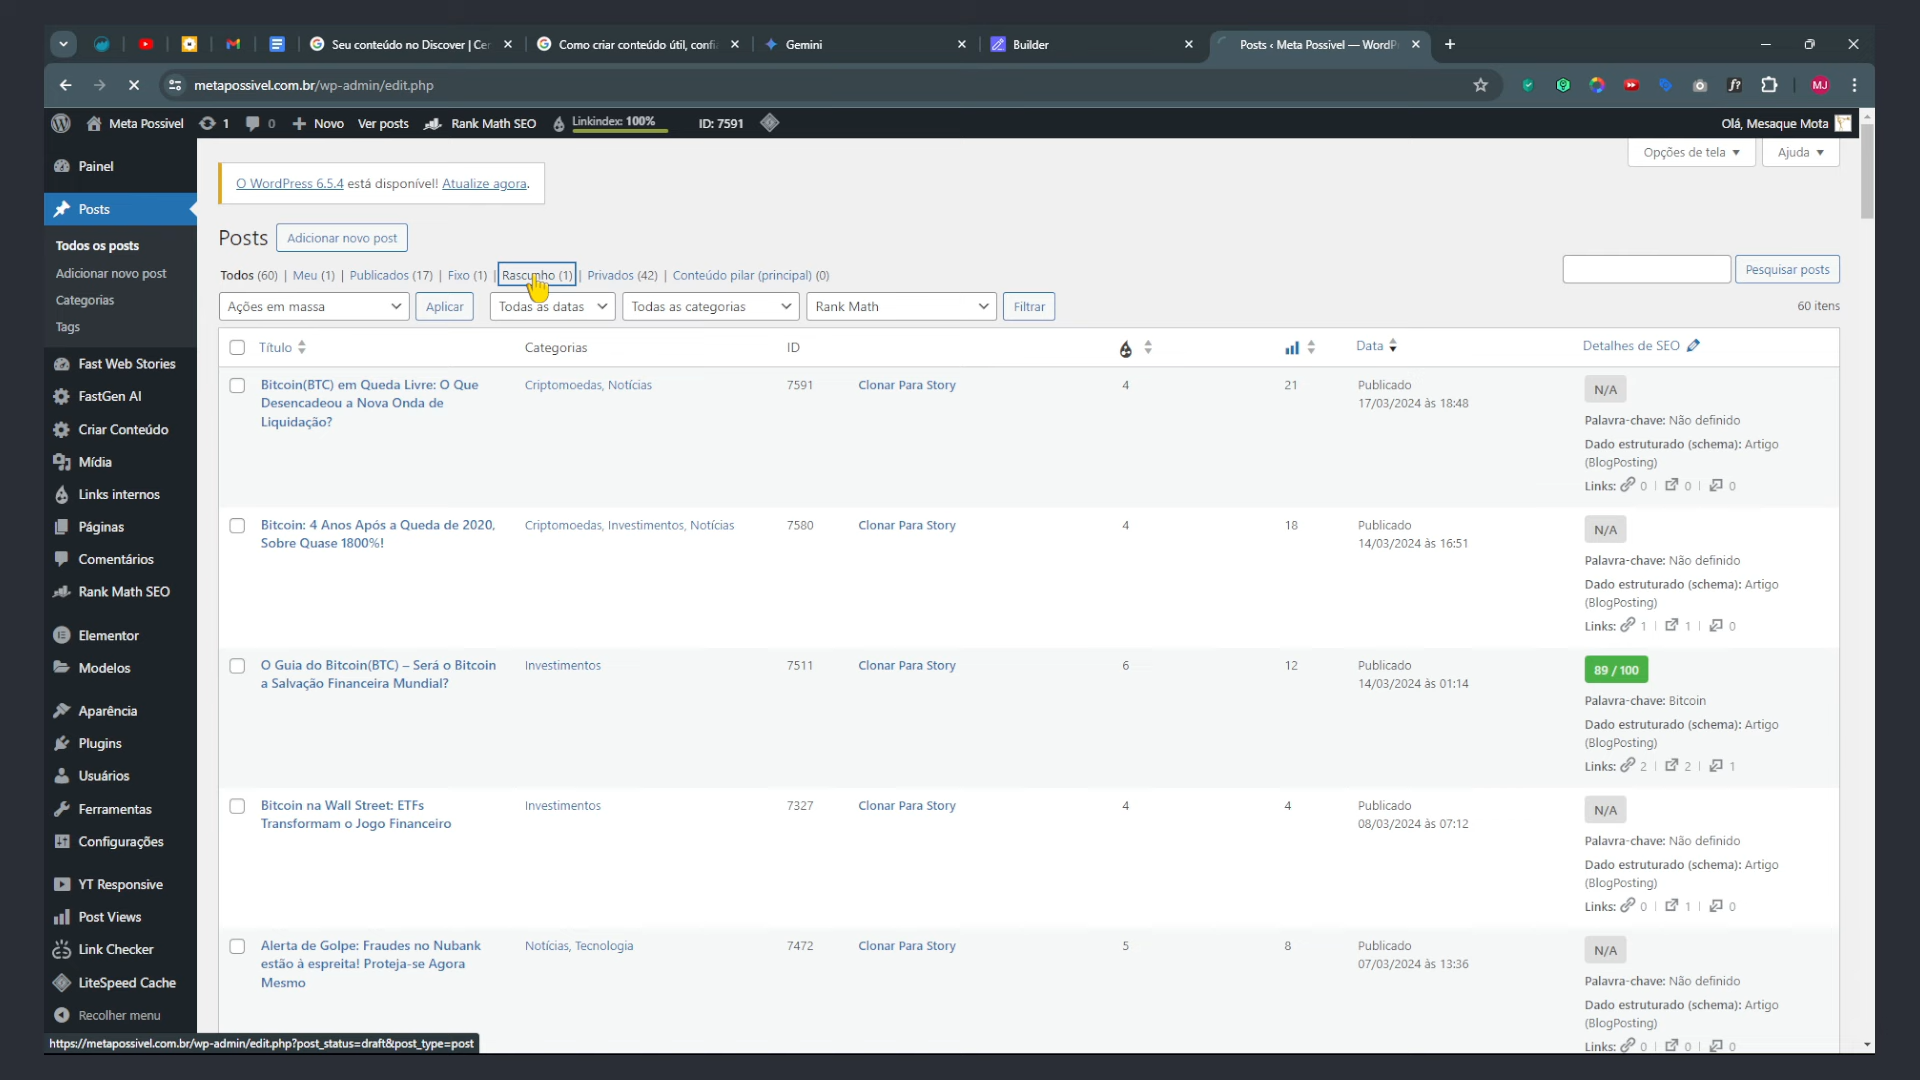 Seu conteúdo no Discover | Cer
Como criar conteúdo útil, confi
Gemini
Builder
Posts ‹ Meta Possivel — WordP
metapossivel.com.br/wp-admin/edit.php
MJ
Meta Possivel
1
0
Novo
Ver posts
Rank Math SEO
Linkindex: 100%
ID: 7591
Olá, Mesaque Mota
Painel
Posts
Todos os posts
Adicionar novo post
Categorias
Tags
Fast Web Stories
FastGen AI
Criar Conteúdo
Mídia
Links internos
Páginas
Comentários
Rank Math SEO
Elementor
Modelos
Aparência
Plugins
Usuários
Ferramentas
Configurações
YT Responsive
Post Views
Link Checker
LiteSpeed Cache
Recolher menu
Opções de tela
Ajuda
O WordPress 6.5.4 está disponível! Atualize agora.
Posts
Adicionar novo post
Todos (60) | Meu (1) | Publicados (17) | Fixo (1) | Rascunho (1) | Privados (42) | Conteúdo pilar (principal) (0)
Pesquisar posts
Ações em massa
Aplicar
Todas as datas
Todas as categorias
Rank Math
Filtrar
60 itens
Título
Categorias
ID
Data
Detalhes de SEO
Bitcoin(BTC) em Queda Livre: O Que
Desencadeou a Nova Onda de
Liquidação?
Criptomoedas, Notícias
7591
Clonar Para Story
4
21
Publicado
17/03/2024 às 18:48
N/A
Palavra-chave: Não definido
Dado estruturado (schema): Artigo
(BlogPosting)
Links: 0 | 0 | 0
Bitcoin: 4 Anos Após a Queda de 2020,
Sobre Quase 1800%!
Criptomoedas, Investimentos, Notícias
7580
Clonar Para Story
4
18
Publicado
14/03/2024 às 16:51
N/A
Palavra-chave: Não definido
Dado estruturado (schema): Artigo
(BlogPosting)
Links: 1 | 1 | 0
O Guia do Bitcoin(BTC) – Será o Bitcoin
a Salvação Financeira Mundial?
Investimentos
7511
Clonar Para Story
6
12
Publicado
14/03/2024 às 01:14
89 / 100
Palavra-chave: Bitcoin
Dado estruturado (schema): Artigo
(BlogPosting)
Links: 2 | 2 | 1
Bitcoin na Wall Street: ETFs
Transformam o Jogo Financeiro
Investimentos
7327
Clonar Para Story
4
4
Publicado
08/03/2024 às 07:12
N/A
Palavra-chave: Não definido
Dado estruturado (schema): Artigo
(BlogPosting)
Links: 0 | 1 | 0
Alerta de Golpe: Fraudes no Nubank
estão à espreita! Proteja-se Agora
Mesmo
Notícias, Tecnologia
7472
Clonar Para Story
5
8
Publicado
07/03/2024 às 13:36
N/A
Palavra-chave: Não definido
Dado estruturado (schema): Artigo
(BlogPosting)
Links: 0 | 0 | 0
https://metapossivel.com.br/wp-admin/edit.php?post_status=draft&post_type=post